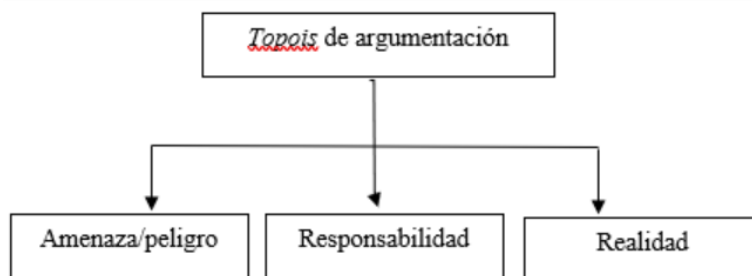 Topois de argumentación
Amenaza/peligro
Responsabilidad
Realidad